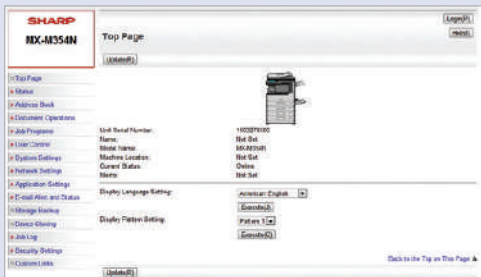 SHARP
MX-M354N
Top Page
Login(P)
Update(R)
Top Page
Status
Address Book
Document Operations
Job Programs
User Control
System Settings
Network Settings
Application Settings
E-mail Alert and Status
Storage Backup
Device Cloning
Job Log
Security Settings
Custom Links
Unit Serial Number:
Name: Not Set
Model Name: MX-M354N
Machine Location: Not Set
Current Status: Online
Memo: Not Set
Display Language Setting: American English
Execute(J)
Display Pattern Setting: Pattern 1
Execute(C)
Back to the Top on This Page
Update(R)